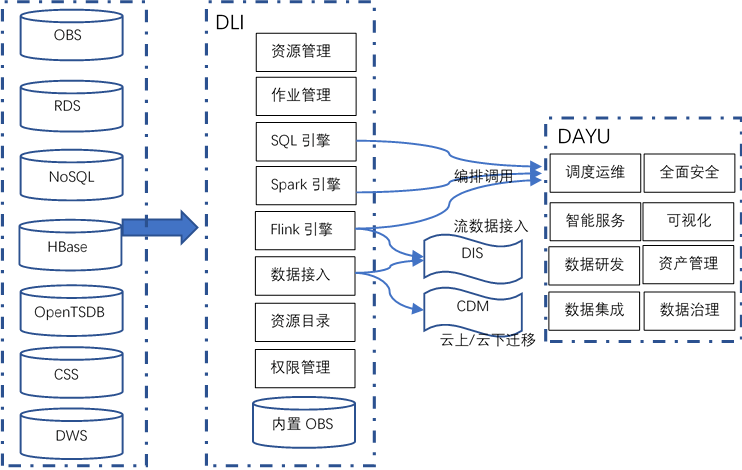 OBS
RDS
NoSQL
HBase
OpenTSDB
CSS
DWS
DLI
资源管理
作业管理
SQL 引擎
Spark 引擎
Flink 引擎
数据接入
资源目录
权限管理
内置 OBS
编排调用
流数据接入
DIS
CDM
云上/云下迁移
DAYU
调度运维
全面安全
智能服务
可视化
数据研发
资产管理
数据集成
数据治理